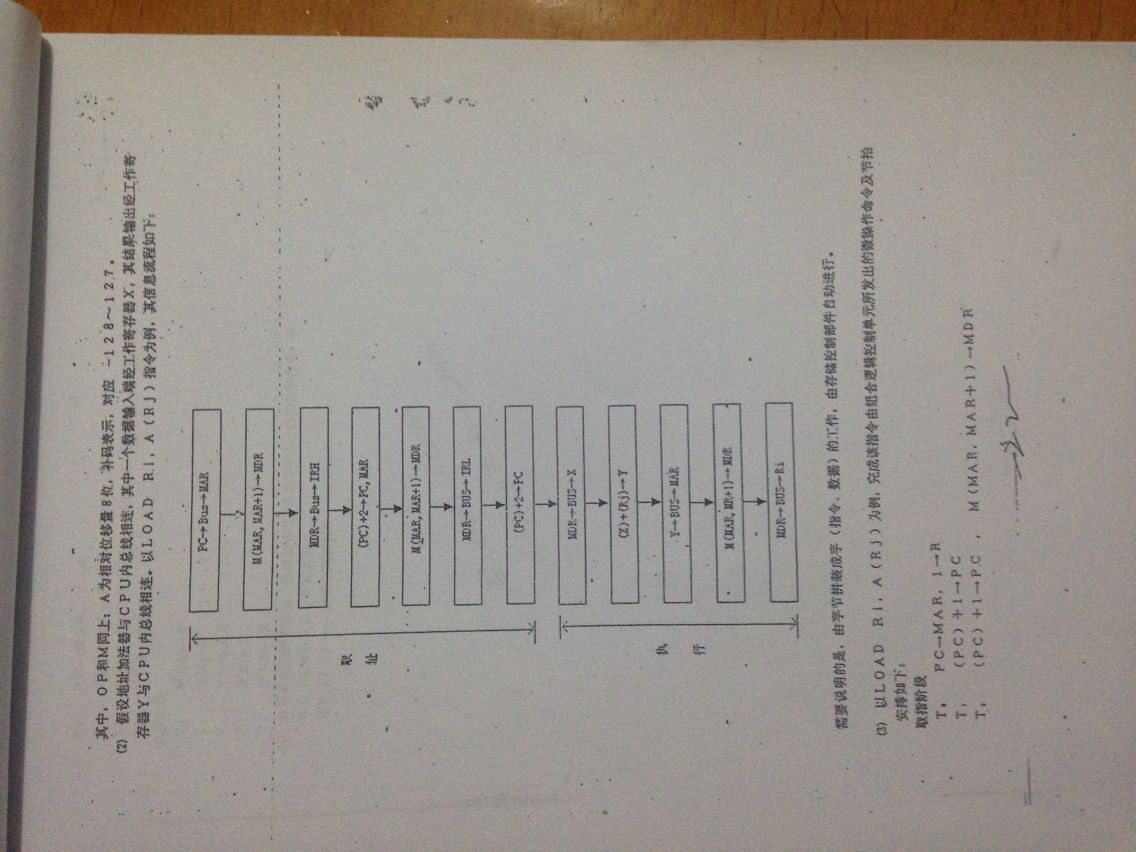 其中，OP和M同上；A为相对位移量8位，补码表示，对应 -128～127。
(2) 假设地址加法器与CPU内总线相连，其中一个数据输入端经工作寄存器X，其结果输出经工作寄
存器Y与CPU内总线相连。以LOAD Ri，A（Rj）指令为例，其信息流程如下：
PC→Bus→MAR
M(MAR, MAR+1)→MDR
MDR→Bus→IRH
(PC)+2→PC, MAR
M(MAR, MAR+1)→MDR
MDR→BUS→IRL
(PC)+2→PC
取址
MDR→BUS→X
(Z)+(Rj)→Y
Y→BUS→MAR
M(MAR, MR+1)→MDR
MDR→BUS→Ri
执行
需要说明的是，由字节拼装成字（指令、数据）的工作，由存储控制部件自动进行。
(3) 以LOAD Ri，A（Rj）为例，完成该指令由组合逻辑控制单元所发出的微操作命令及节拍
安排如下：
取指阶段
PC→MAR，1→R
(PC)+1→PC
(PC)+1→PC ， M(MAR, MAR+1)→MDR